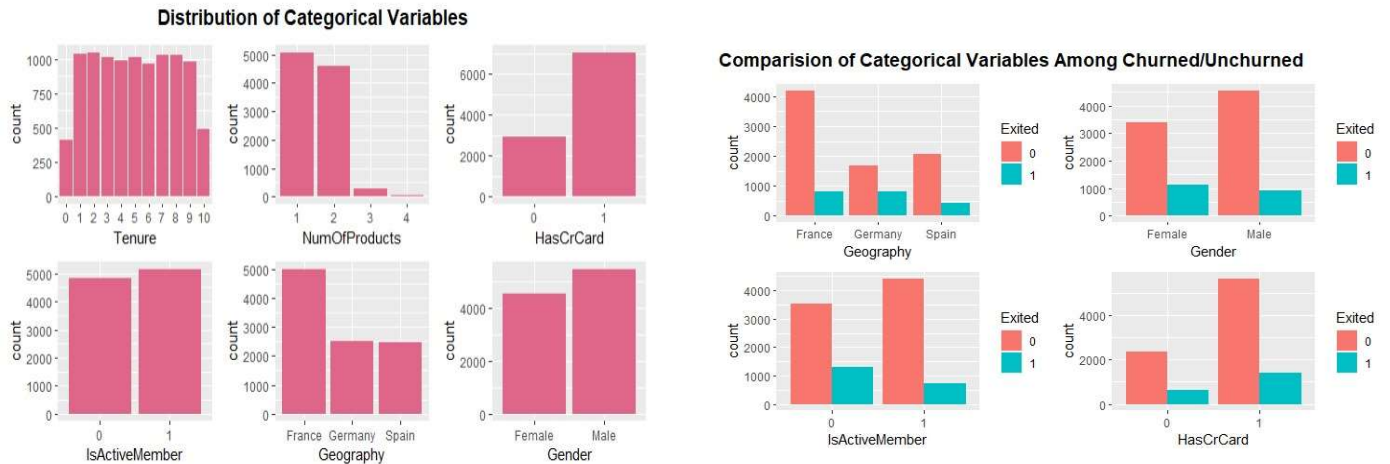 Distribution of Categorical Variables
count
1000
750
500
250
0
0 1 2 3 4 5 6 7 8 9 10
Tenure
count
5000
4000
3000
2000
1000
0
1 2 3 4
NumOfProducts
count
6000
4000
2000
0
0 1
HasCrCard
count
5000
4000
3000
2000
1000
0
0 1
IsActiveMember
count
5000
4000
3000
2000
1000
0
France Germany Spain
Geography
count
4000
2000
0
Female Male
Gender
Comparision of Categorical Variables Among Churned/Unchurned
count
4000
3000
2000
1000
0
France Germany Spain
Geography
Exited
0
1
count
4000
3000
2000
1000
0
Female Male
Gender
Exited
0
1
count
4000
3000
2000
1000
0
0 1
IsActiveMember
Exited
0
1
count
4000
2000
0
0 1
HasCrCard
Exited
0
1